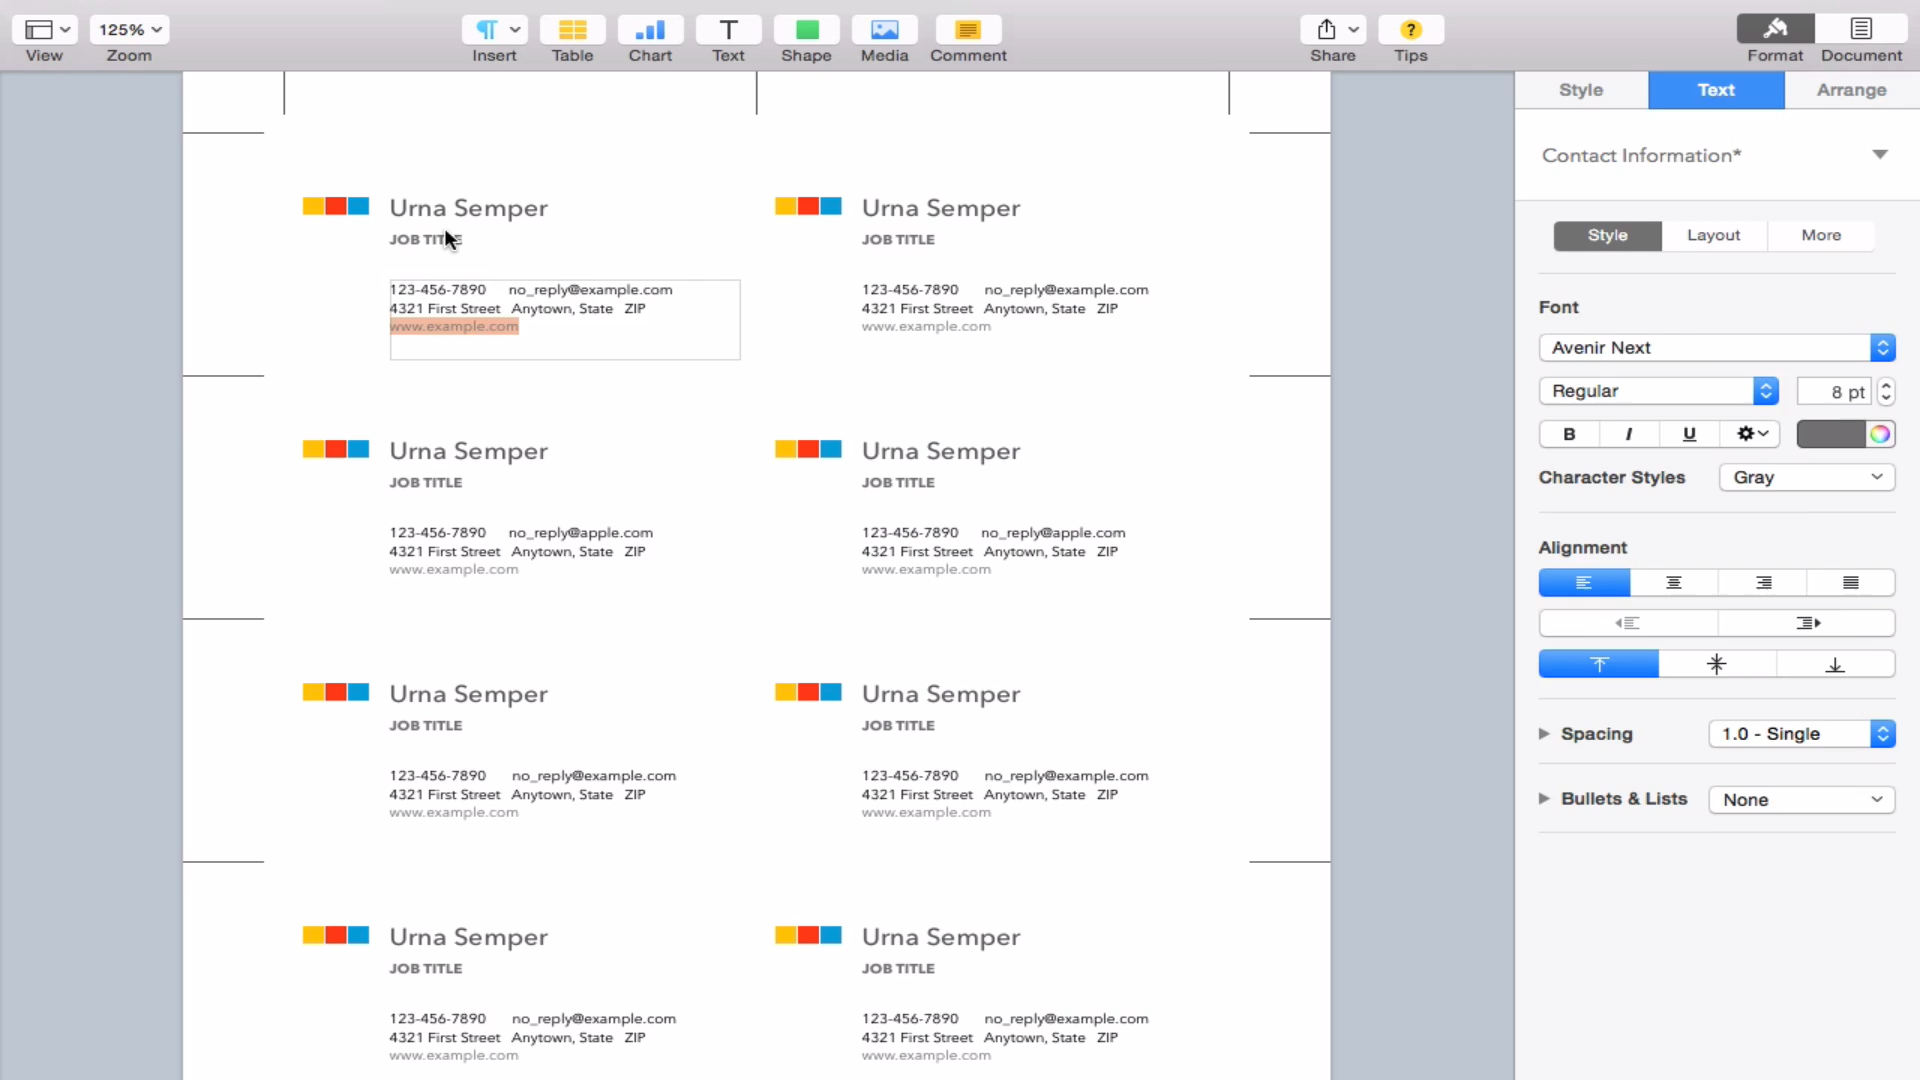 125%
View
Zoom
Insert
Table
Chart
T
Text
Shape
Media
Comment
Share
?
Tips
Format
Document
Style
Text
Arrange
Contact Information*
Style
Layout
More
Font
Avenir Next
Regular
8 pt
B
I
U
Character Styles
Gray
Alignment
Spacing
1.0 - Single
Bullets & Lists
None
Urna Semper
JOB TITLE
123-456-7890 no_reply@example.com
4321 First Street Anytown, State ZIP
www.example.com
Urna Semper
JOB TITLE
123-456-7890 no_reply@example.com
4321 First Street Anytown, State ZIP
www.example.com
Urna Semper
JOB TITLE
123-456-7890 no_reply@apple.com
4321 First Street Anytown, State ZIP
www.example.com
Urna Semper
JOB TITLE
123-456-7890 no_reply@apple.com
4321 First Street Anytown, State ZIP
www.example.com
Urna Semper
JOB TITLE
123-456-7890 no_reply@example.com
4321 First Street Anytown, State ZIP
www.example.com
Urna Semper
JOB TITLE
123-456-7890 no_reply@example.com
4321 First Street Anytown, State ZIP
www.example.com
Urna Semper
JOB TITLE
123-456-7890 no_reply@example.com
4321 First Street Anytown, State ZIP
www.example.com
Urna Semper
JOB TITLE
123-456-7890 no_reply@example.com
4321 First Street Anytown, State ZIP
www.example.com